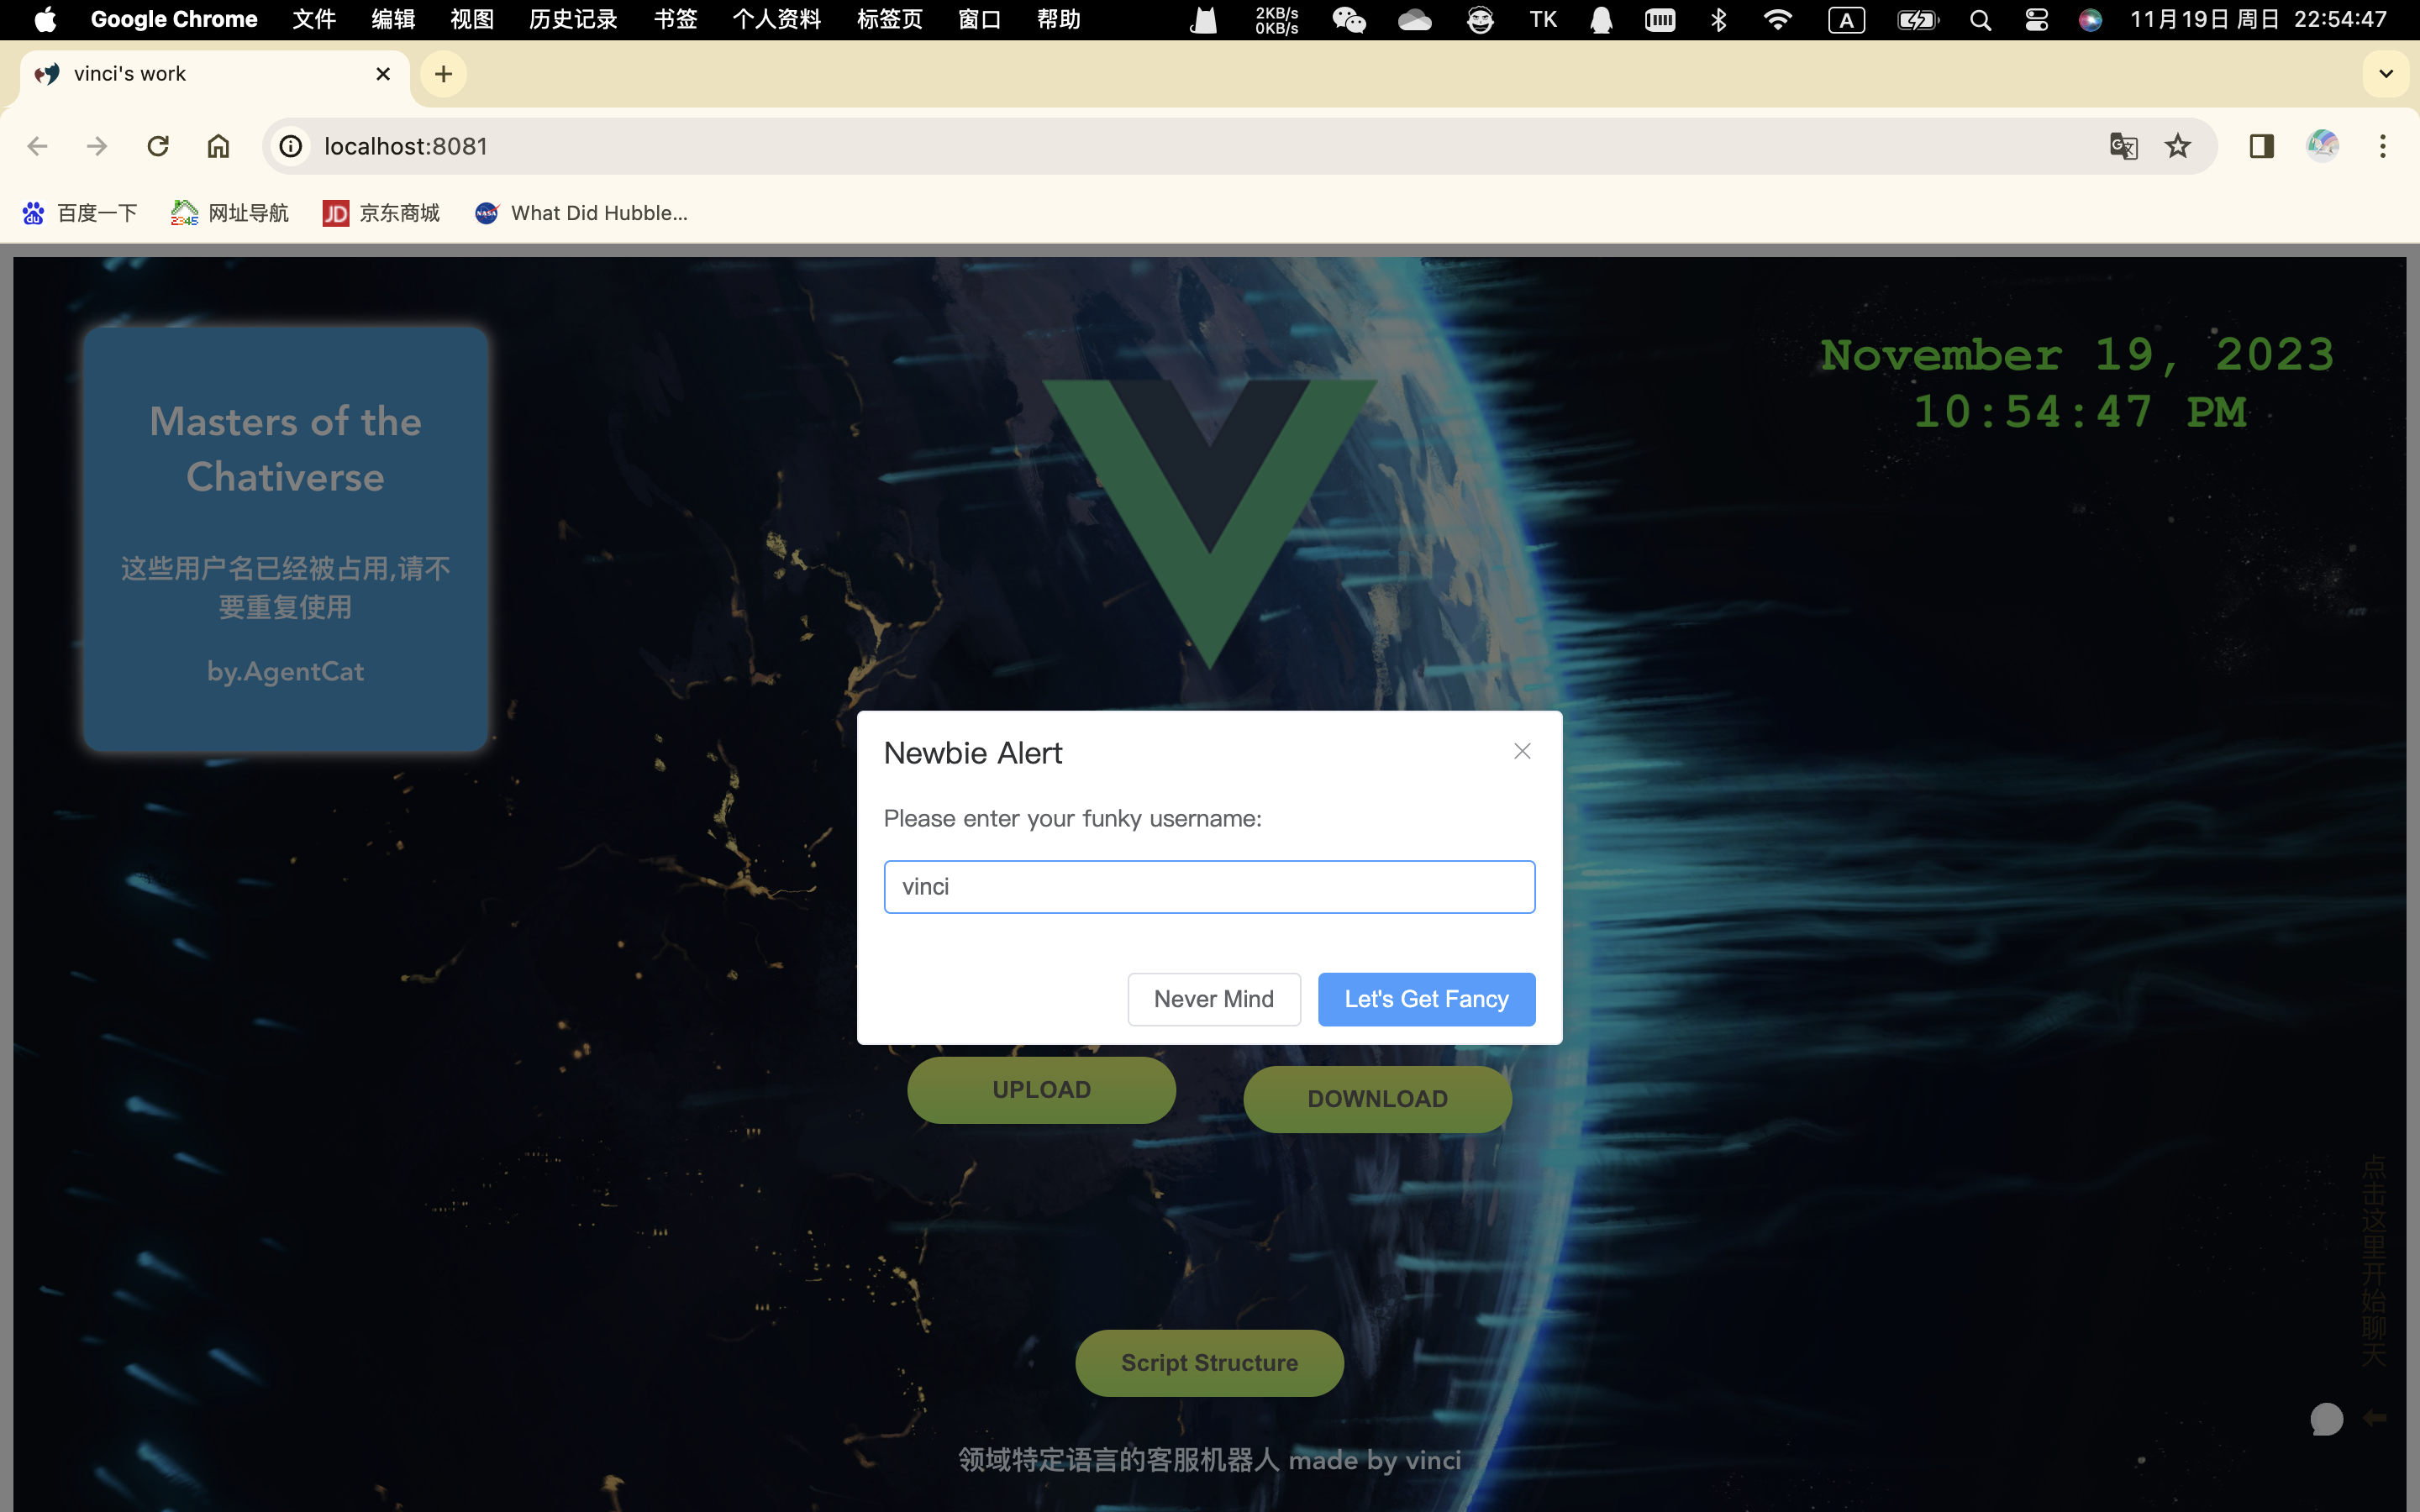 Google Chrome 文件 编辑 视图 历史记录 书签 个人资料 标签页 窗口 帮助 2KB/s 0KB/s TK A 11月19日 周日 22:54:47
vinci's work
localhost:8081
百度一下 2345 网址导航 JD 京东商城 NASA What Did Hubble...
Masters of the
Chativerse
这些用户名已经被占用,请不
要重复使用
by.AgentCat
November 19, 2023
10:54:47 PM
Newbie Alert
Please enter your funky username:
vinci
Never Mind Let's Get Fancy
UPLOAD DOWNLOAD
点击这里开始聊天
Script Structure
领域特定语言的客服机器人 made by vinci